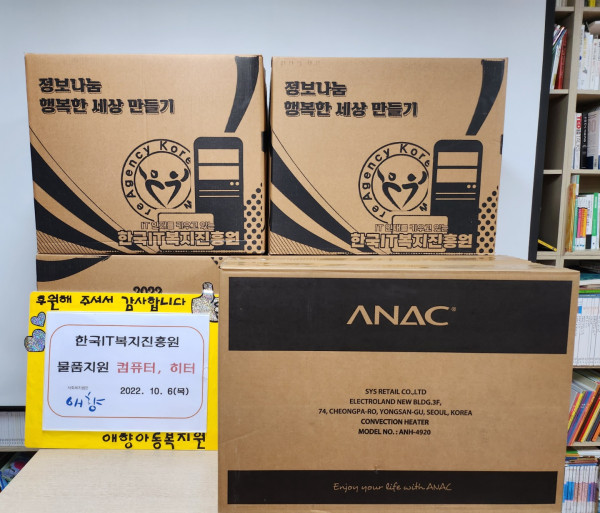 정보나눔
행복한 세상 만들기
Agency Kore
한국IT복지진흥원
정보나눔
행복한 세상 만들기
Agency Kore
한국IT복지진흥원
2022
후원해 주셔서 감사합니다
한국IT복지진흥원
물품지원 컴퓨터, 히터
2022. 10. 6(목)
애향
애향아동복지원
ANAC®
SYS RETAIL CO.,LTD
ELECTROLAND NEW BLDG.3F,
74, CHEONGPA-RO, YONGSAN-GU, SEOUL, KOREA
CONVECTION HEATER
MODEL NO. : ANH-4920
Enjoy your life with ANAC